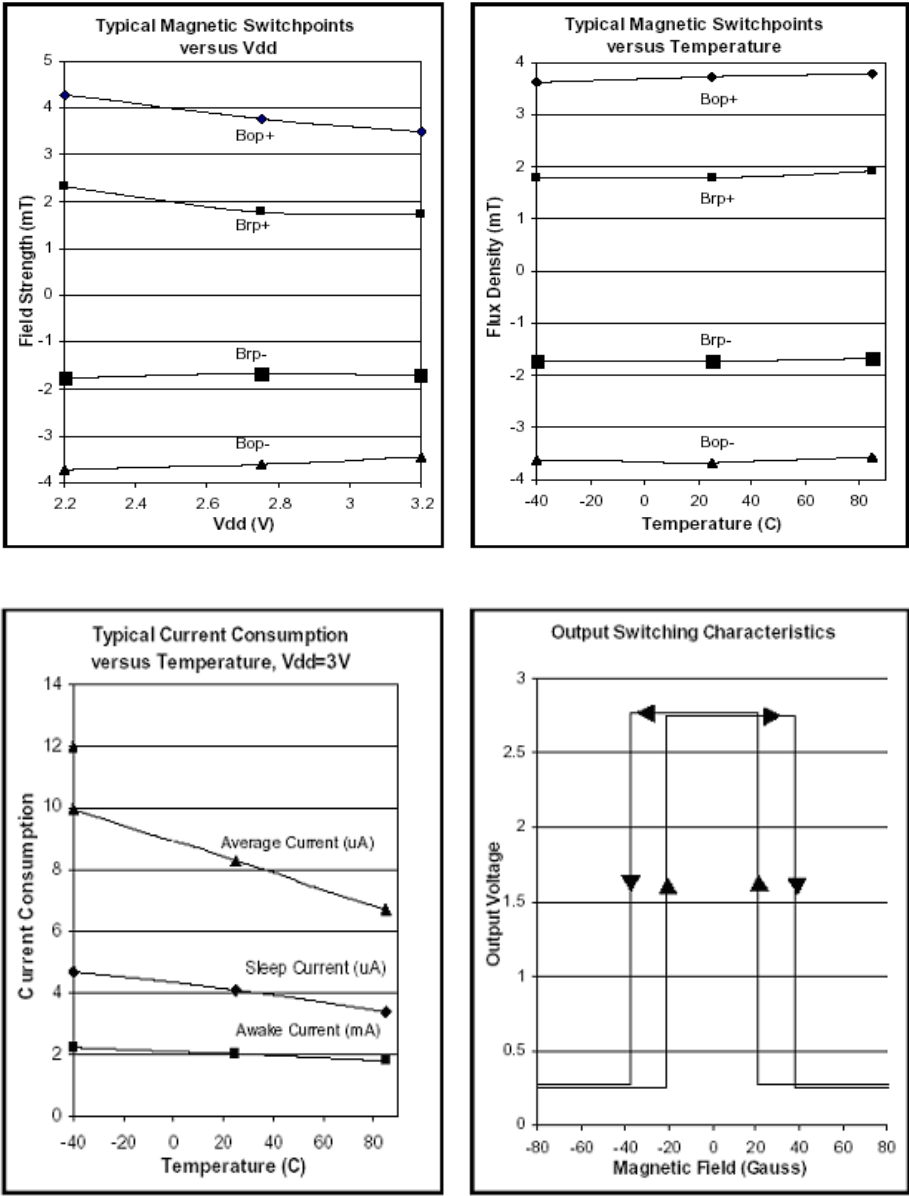 Typical Magnetic Switchpoints
versus Vdd
5
4
3
2
1
0
-1
-2
-3
-4
Field Strength (mT)
Bop+
Brp+
Brp-
Bop-
2.2 2.4 2.6 2.8 3 3.2
Vdd (V)
Typical Magnetic Switchpoints
versus Temperature
4
3
2
1
0
-1
-2
-3
-4
Flux Density (mT)
Bop+
Brp+
Brp-
Bop-
-40 -20 0 20 40 60 80
Temperature (C)
Typical Current Consumption
versus Temperature, Vdd=3V
14
12
10
8
6
4
2
0
Current Consumption
Average Current (uA)
Sleep Current (uA)
Awake Current (mA)
-40 -20 0 20 40 60 80
Temperature (C)
Output Switching Characteristics
3
2.5
2
1.5
1
0.5
0
Output Voltage
-80 -60 -40 -20 0 20 40 60 80
Magnetic Field (Gauss)